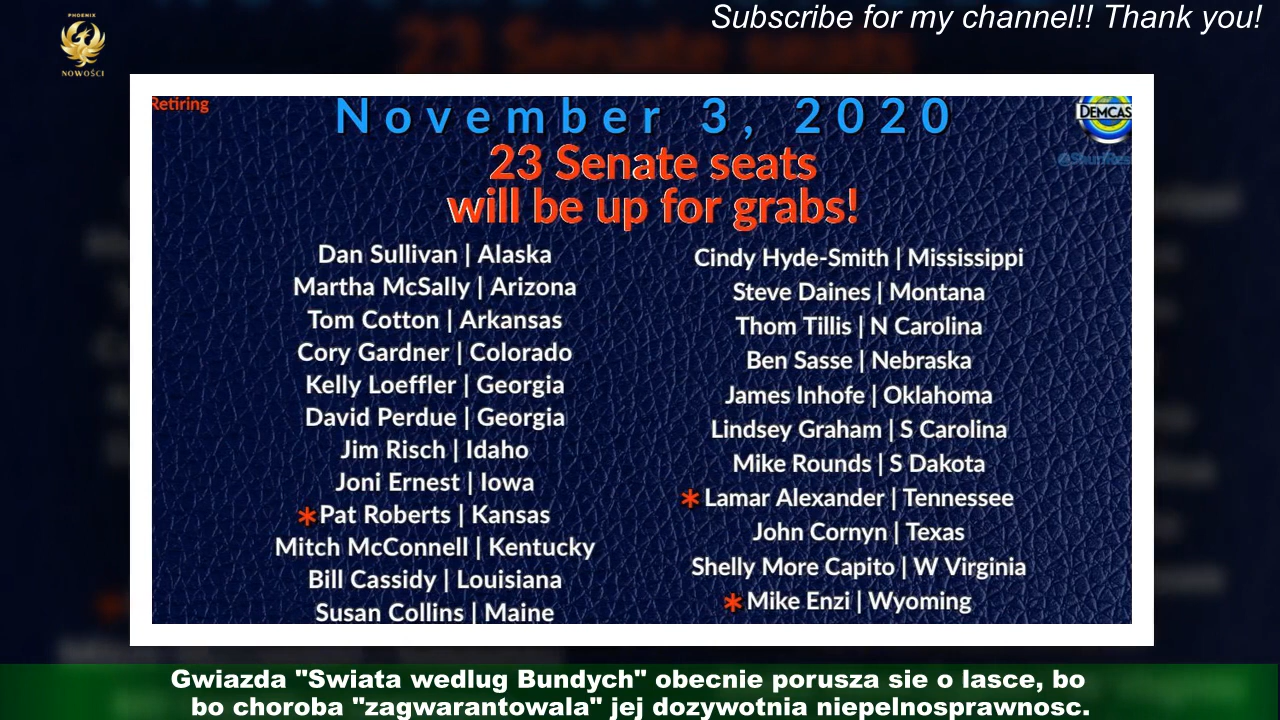 Subscribe for my channel!! Thank you!
PHOENIX
NOWOŚCI
Retiring
November 3, 2020
DEMCAS
23 Senate seats
will be up for grabs!
Dan Sullivan | Alaska
Martha McSally | Arizona
Tom Cotton | Arkansas
Cory Gardner | Colorado
Kelly Loeffler | Georgia
David Perdue | Georgia
Jim Risch | Idaho
Joni Ernest | Iowa
*Pat Roberts | Kansas
Mitch McConnell | Kentucky
Bill Cassidy | Louisiana
Susan Collins | Maine
Cindy Hyde-Smith | Mississippi
Steve Daines | Montana
Thom Tillis | N Carolina
Ben Sasse | Nebraska
James Inhofe | Oklahoma
Lindsey Graham | S Carolina
Mike Rounds | S Dakota
*Lamar Alexander | Tennessee
John Cornyn | Texas
Shelly More Capito | W Virginia
*Mike Enzi | Wyoming
Gwiazda "Swiata wedlug Bundych" obecnie porusza sie o lasce, bo
bo choroba "zagwarantowala" jej dozywotnia niepelnosprawnosc.